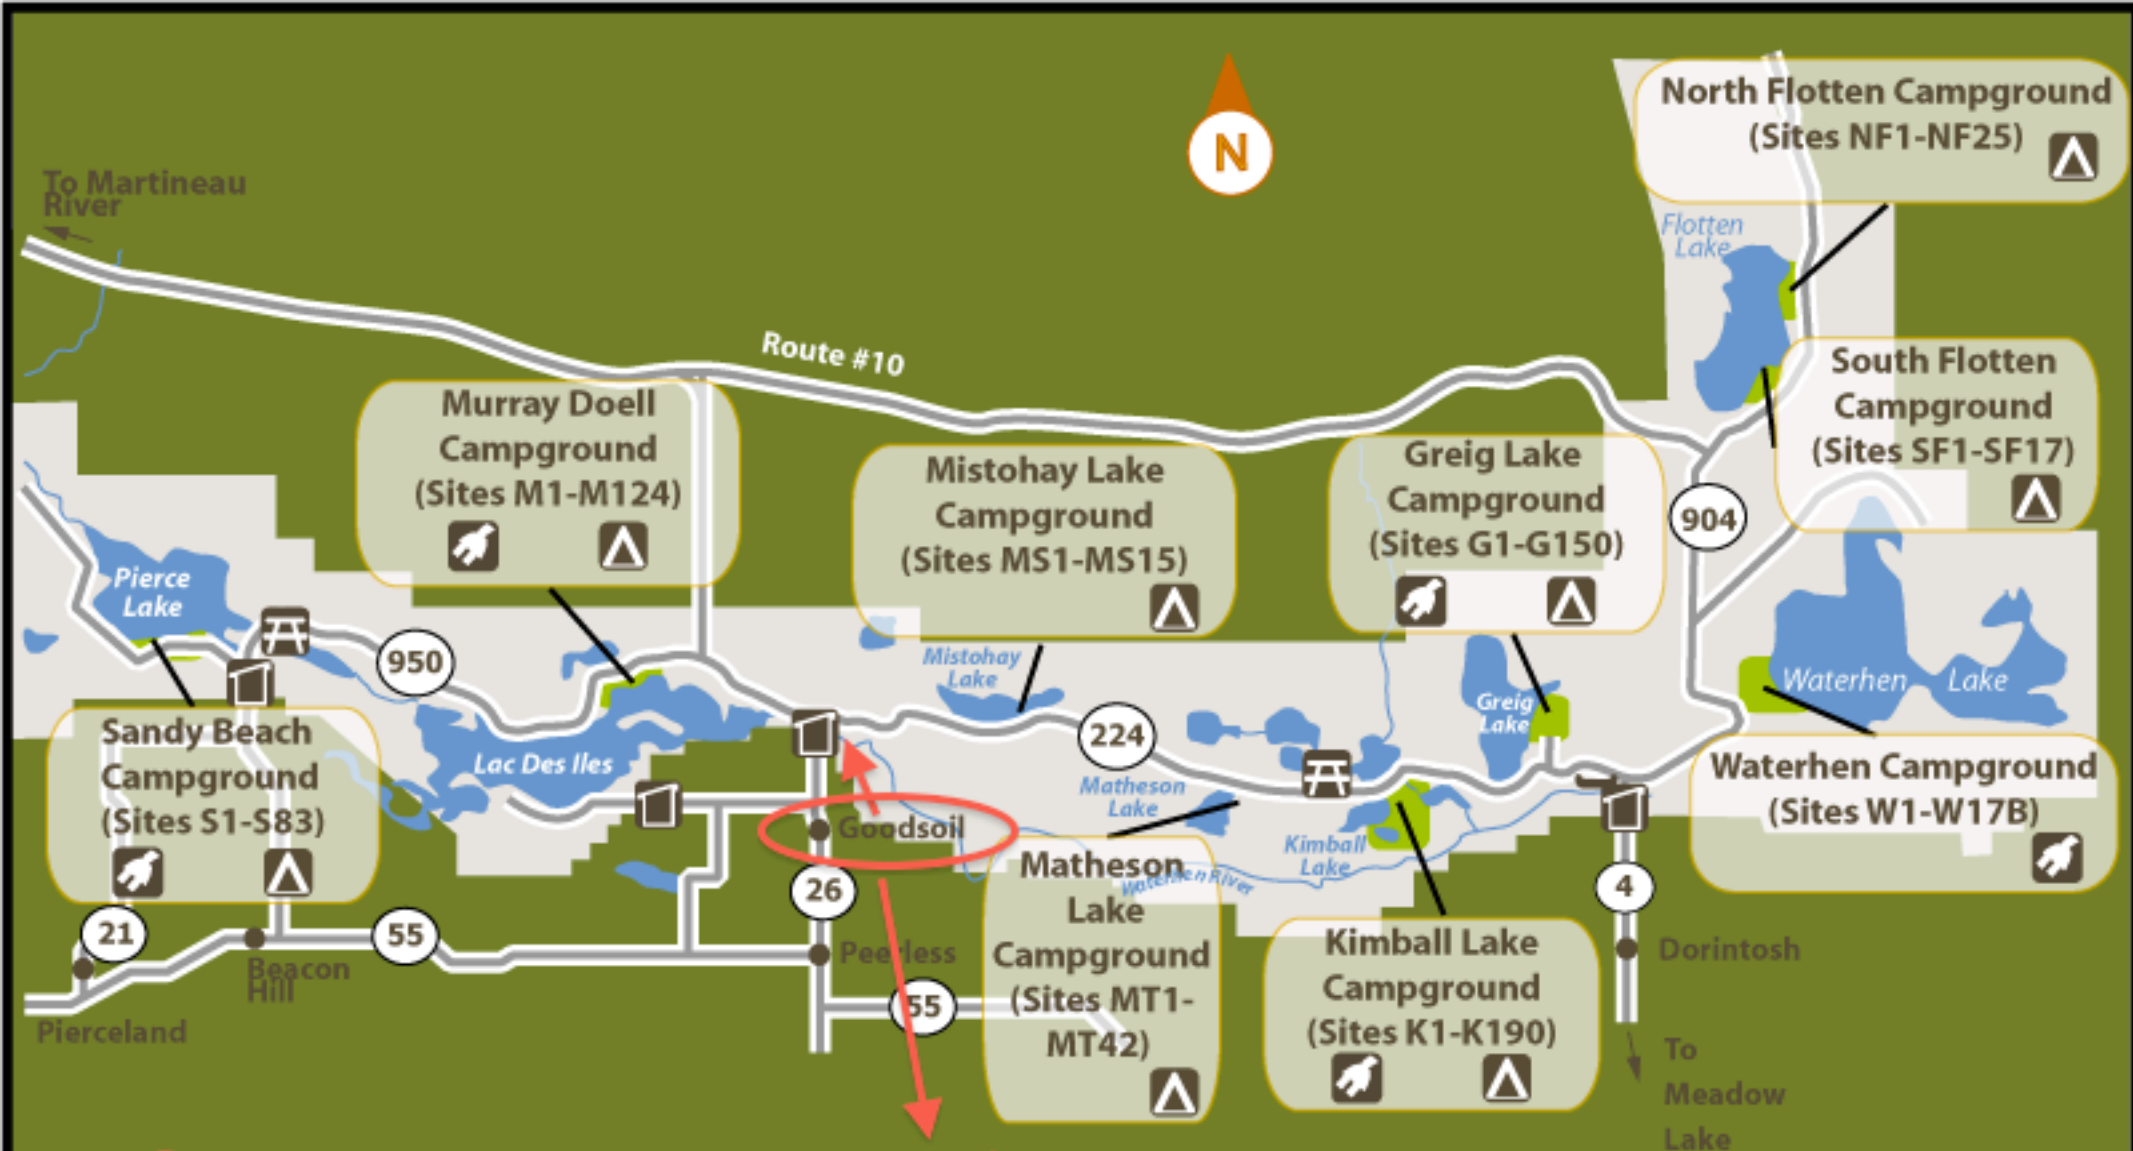 North Flotten Campground
(Sites NF1-NF25)
N
To Martineau
River
Flotten
Lake
Route #10
South Flotten
Campground
(Sites SF1-SF17)
Murray Doell
Campground
(Sites M1-M124)
Mistohay Lake
Campground
(Sites MS1-MS15)
Greig Lake
Campground
(Sites G1-G150)
904
Pierce
Lake
950
Mistohay
Lake
224
Greig
Lake
Waterhen Lake
Sandy Beach
Campground
(Sites S1-S83)
Lac Des Iles
Matheson
Lake
Waterhen Campground
(Sites W1-W17B)
Goodsoil
Kimball
Lake
26
Matheson
Lake
Campground
(Sites MT1-
MT42)
Waterhen River
4
21
55
Beacon
Hill
Peerless
55
Kimball Lake
Campground
(Sites K1-K190)
Dorintosh
Pierceland
To
Meadow
Lake